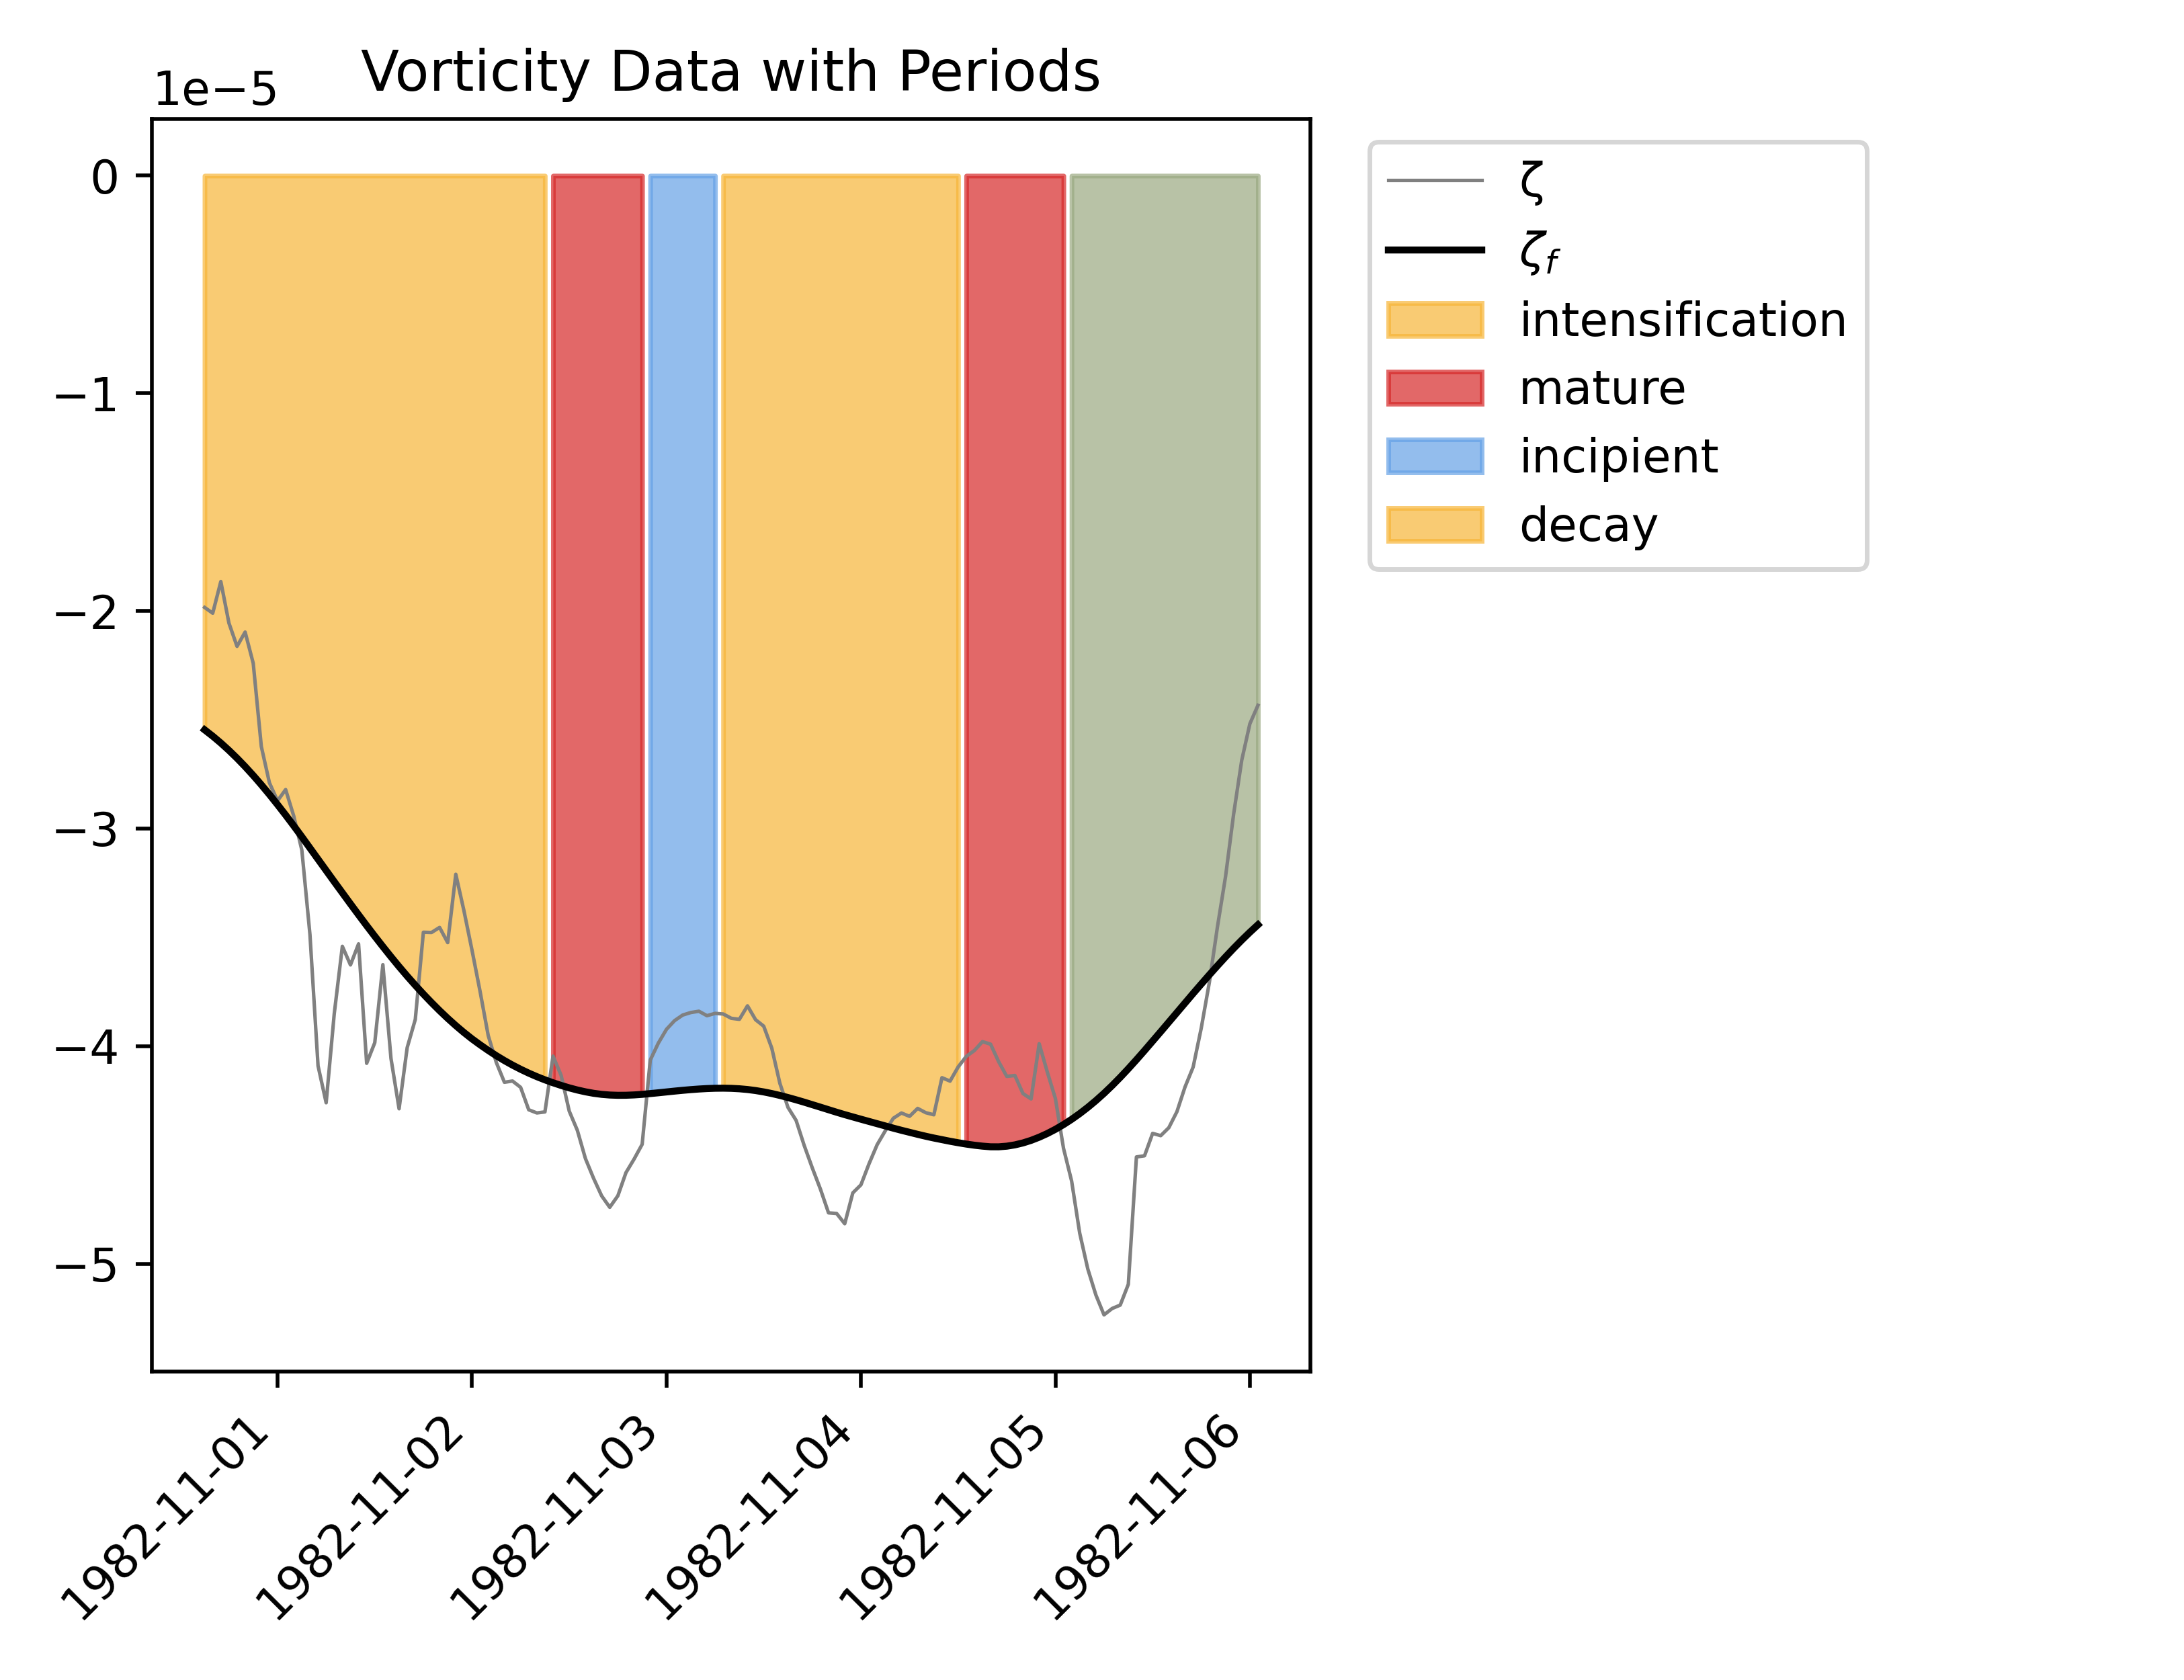 Vorticity Data with Periods
1e−5
0
−1
−2
−3
−4
−5
1982-11-01
1982-11-02
1982-11-03
1982-11-04
1982-11-05
1982-11-06
ζ
ζf
intensification
mature
incipient
decay